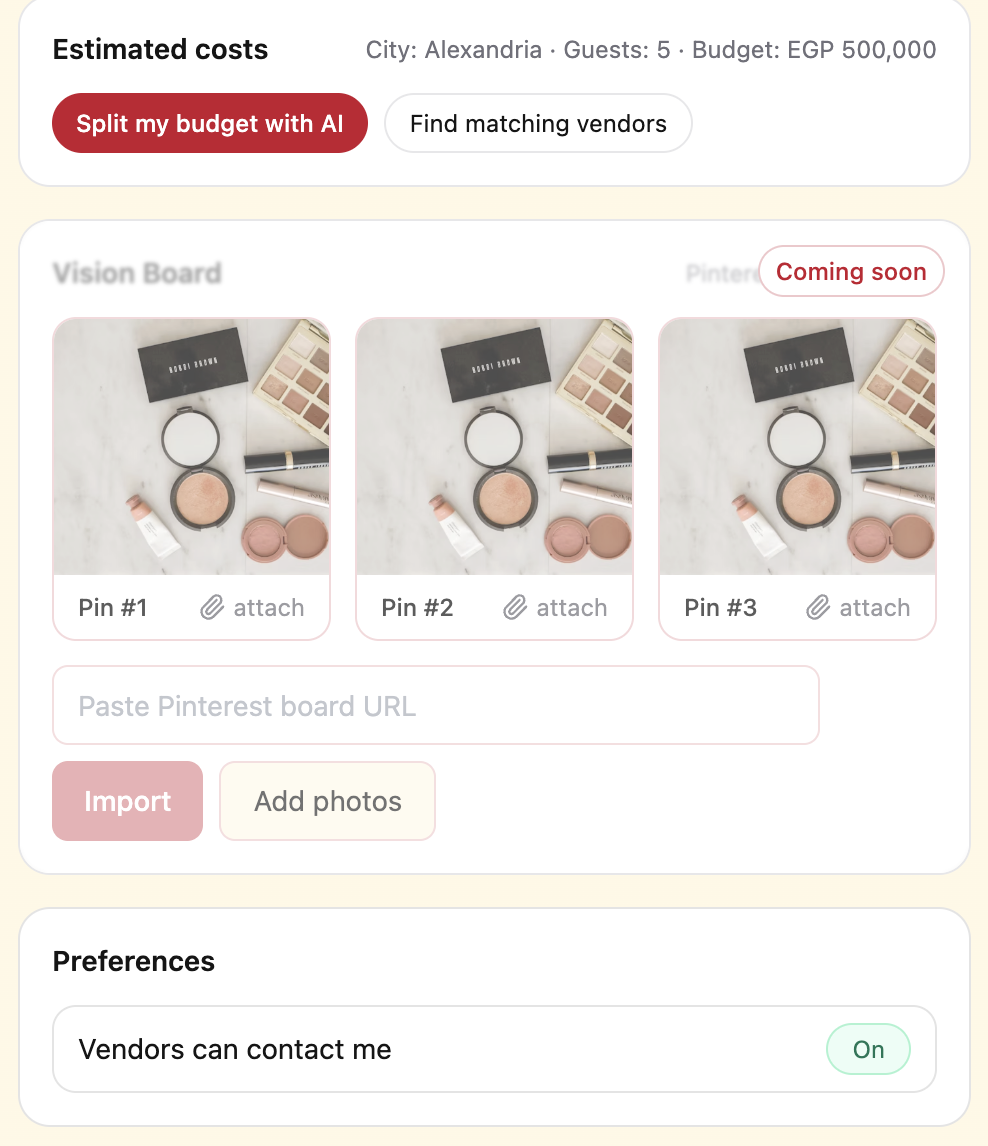 Estimated costs
City: Alexandria · Guests: 5 · Budget: EGP 500,000
Split my budget with AI
Find matching vendors
Vision Board
Coming soon
BOBBI BROWN
BOBBI BROWN
BOBBI BROWN
Pin #1
attach
Pin #2
attach
Pin #3
attach
Paste Pinterest board URL
Import
Add photos
Preferences
Vendors can contact me
On